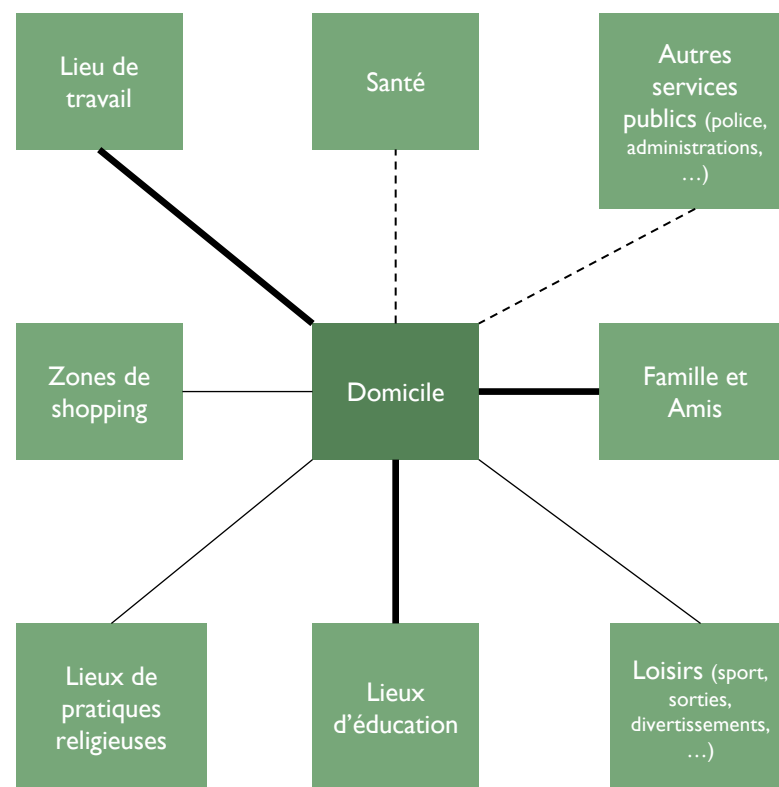 Lieu de
travail
Santé
Autres
services
publics (police,
administrations,
…)
Zones de
shopping
Domicile
Famille et
Amis
Lieux de
pratiques
religieuses
Lieux
d’éducation
Loisirs (sport,
sorties,
divertissements,
…)